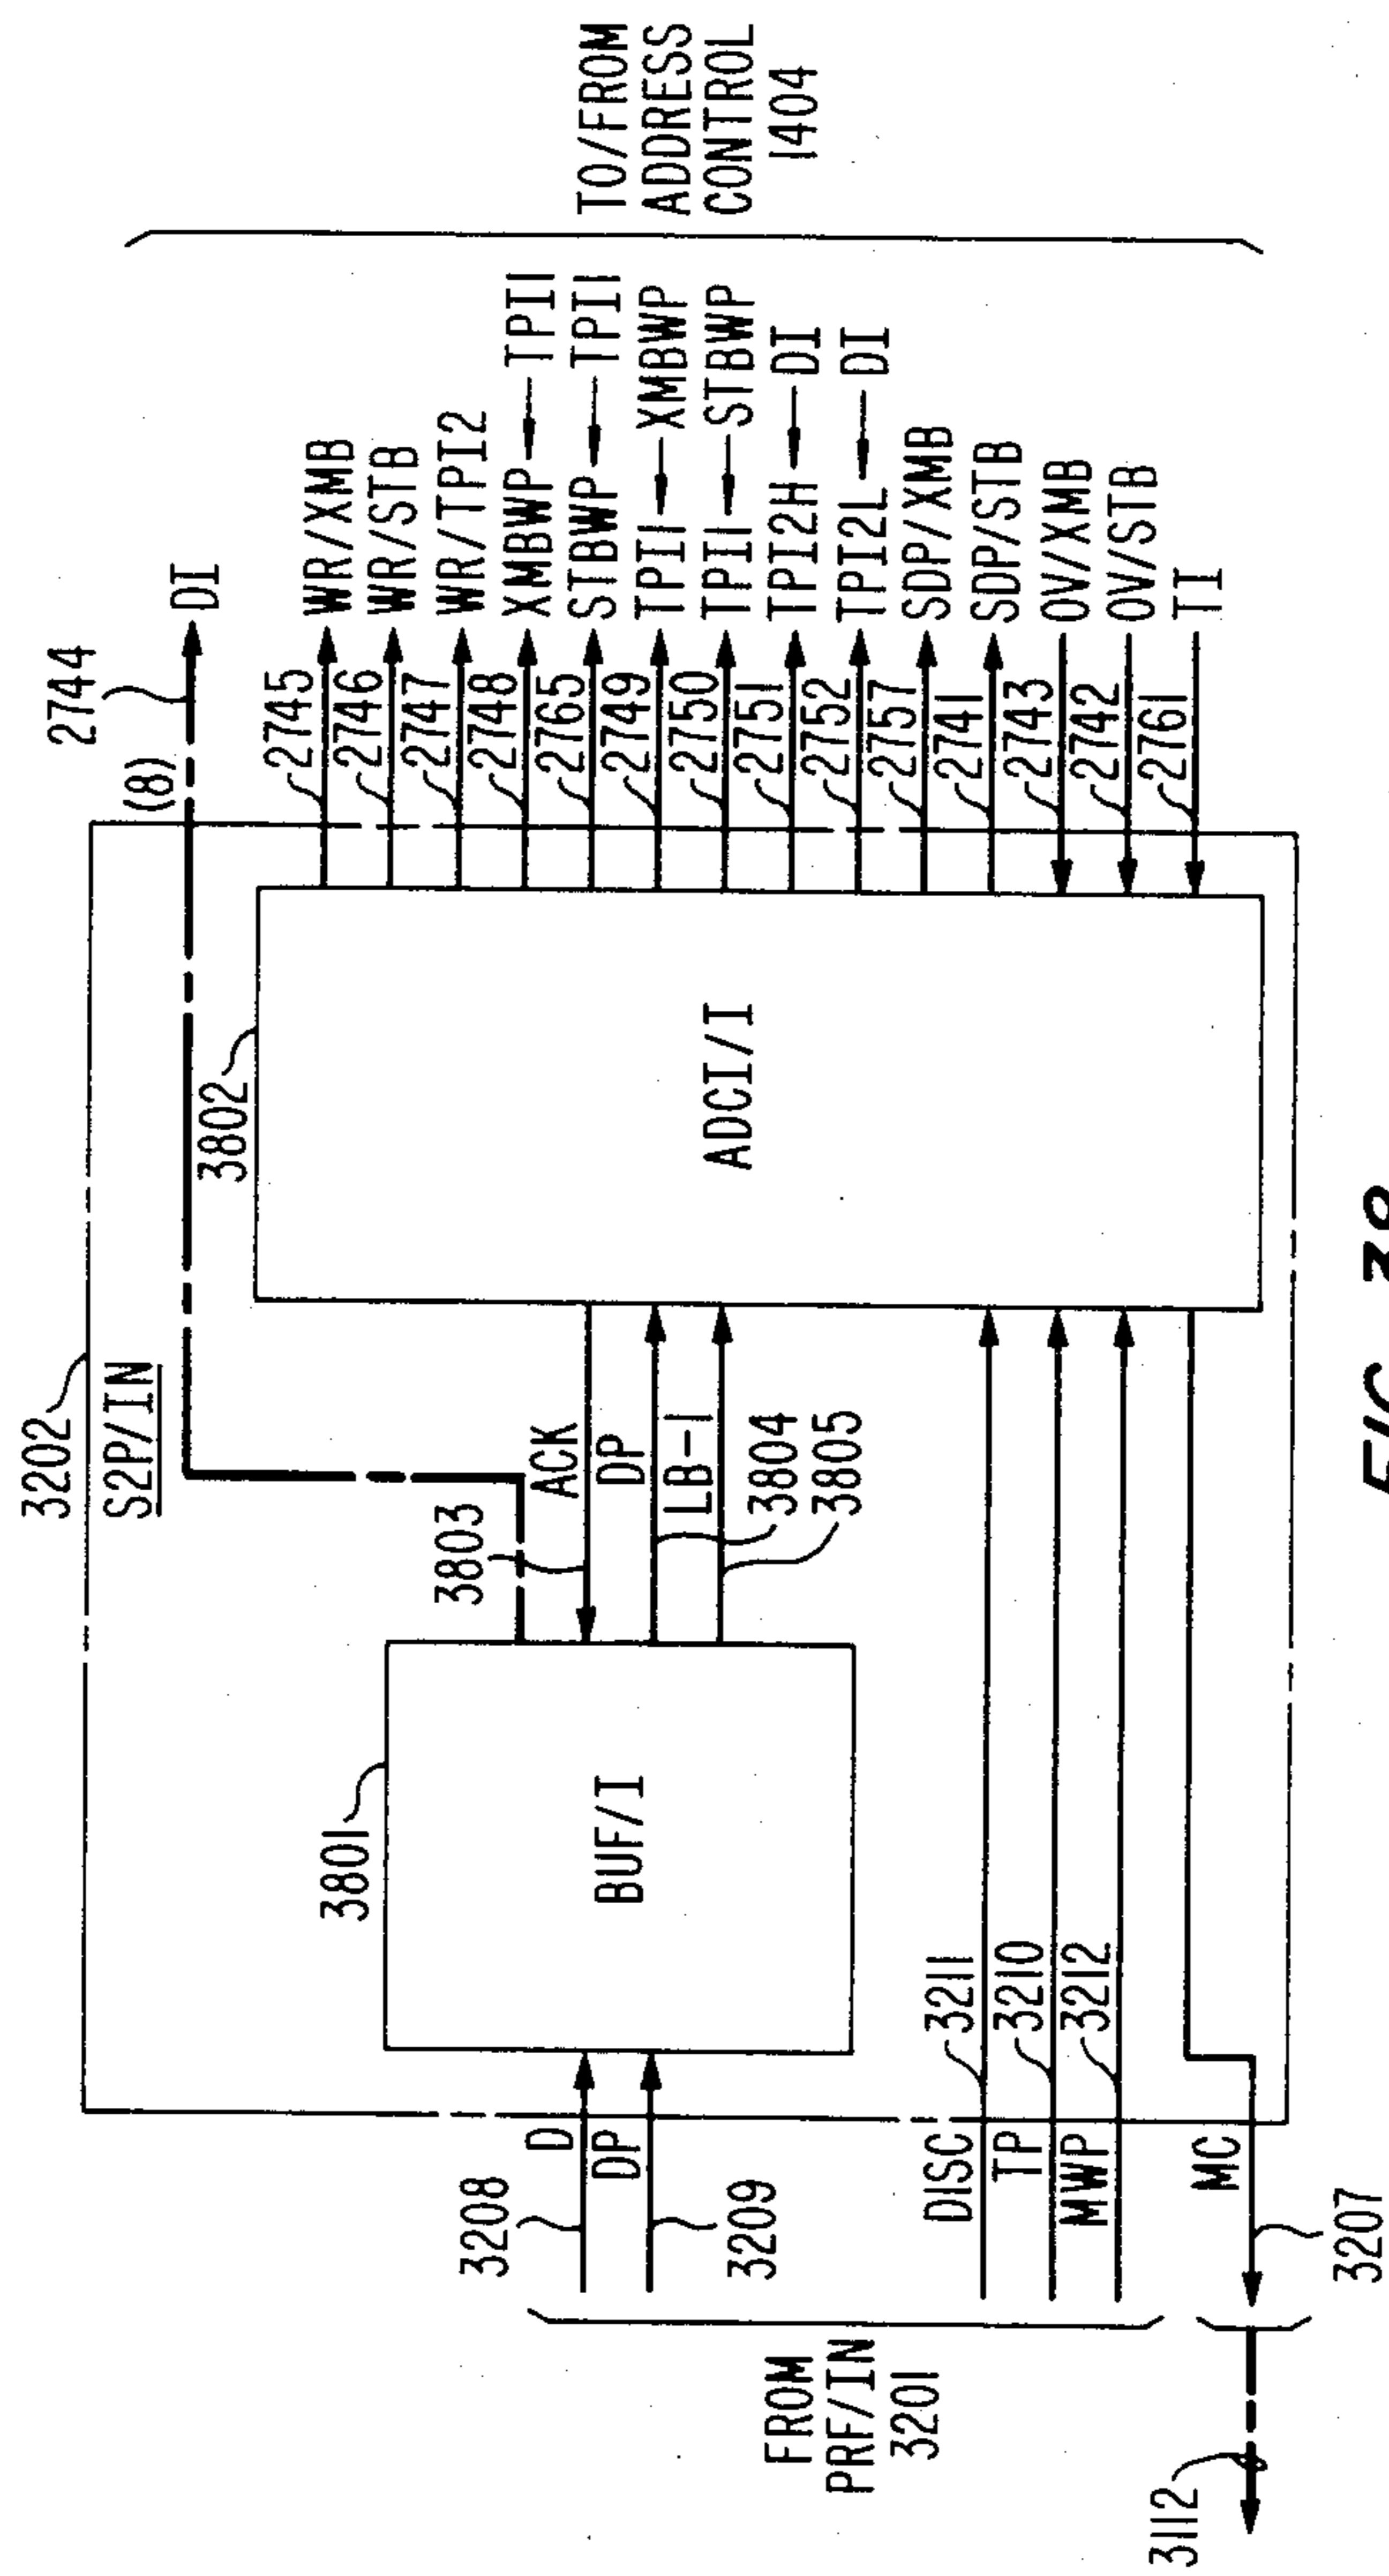 3202
S2P/IN
(8)
2744
DI
3802
ADCI/I
3801
BUF/I
3803
ACK
DP
LB-1
3804
3805
3208
D
DP
3209
DISC
3211
TP
3210
MWP
3212
MC
3207
3112
FROM
PRF/IN
3201
2745
WR/XMB
2746
WR/STB
2747
WR/TPI2
2748
XMBWP ← TPI1
2765
STBWP ← TPI1
2749
TPI1 ← XMBWP
2750
TPI1 ← STBWP
2751
TPI2H ← DI
2752
TPI2L ← DI
2757
SDP/XMB
2741
SDP/STB
2743
OV/XMB
2742
OV/STB
2761
TI
TO/FROM
ADDRESS
CONTROL
1404
FIG. 38